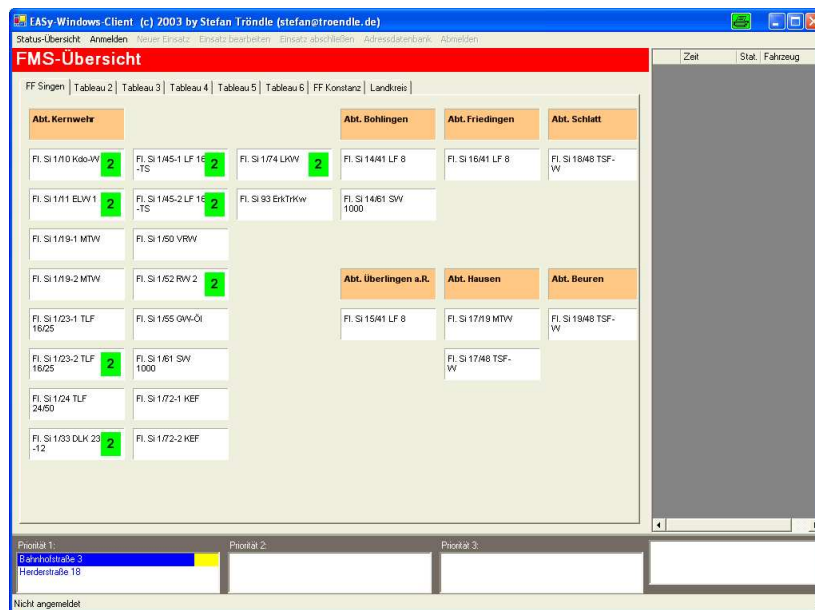 EASy-Windows-Client (c) 2003 by Stefan Tröndle (stefan@troendle.de)
Status-Übersicht Anmelden Neuer Einsatz Einsatz bearbeiten Einsatz abschließen Adressdatenbank Abmelden
FMS-Übersicht
Zeit Stat. Fahrzeug
FF Singen Tableau 2 Tableau 3 Tableau 4 Tableau 5 Tableau 6 FF Konstanz Landkreis
Abt. Kernwehr Abt. Bohlingen Abt. Friedingen Abt. Schlatt
Fl. Si 1/10 Kdo-W 2 Fl. Si 1/45-1 LF 16 2 Fl. Si 1/74 LKW 2 Fl. Si 14/41 LF 8 Fl. Si 16/41 LF 8 Fl. Si 18/48 TSF-
-TS W
Fl. Si 1/11 ELW 1 2 Fl. Si 1/45-2 LF 16 2 Fl. Si 93 ErkTrKw Fl. Si 14/61 SW
-TS 1000
Fl. Si 1/19-1 MTW Fl. Si 1/50 VRW
Fl. Si 1/19-2 MTW Fl. Si 1/52 RW 2 2 Abt. Überlingen a.R. Abt. Hausen Abt. Beuren
Fl. Si 1/23-1 TLF Fl. Si 1/55 GW-Öl Fl. Si 15/41 LF 8 Fl. Si 17/19 MTW Fl. Si 19/48 TSF-
16/25 W
Fl. Si 1/23-2 TLF 2 Fl. Si 1/61 SW Fl. Si 17/48 TSF-
16/25 1000 W
Fl. Si 1/24 TLF Fl. Si 1/72-1 KEF
24/50
Fl. Si 1/33 DLK 23 2 Fl. Si 1/72-2 KEF
-12
Priorität 1: Priorität 2: Priorität 3:
Bahnhofstraße 3
Herderstraße 18
Nicht angemeldet